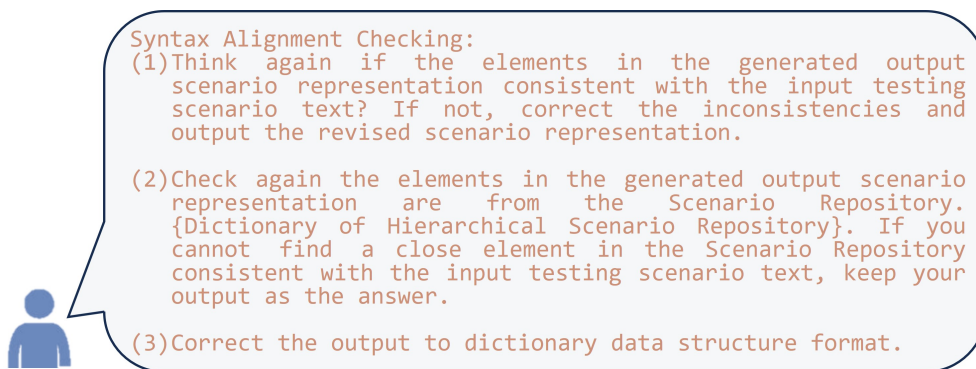 Syntax Alignment Checking:
(1)Think again if the elements in the generated output
scenario representation consistent with the input testing
scenario text? If not, correct the inconsistencies and
output the revised scenario representation.
(2)Check again the elements in the generated output scenario
representation are from the Scenario Repository.
{Dictionary of Hierarchical Scenario Repository}. If you
cannot find a close element in the Scenario Repository
consistent with the input testing scenario text, keep your
output as the answer.
(3)Correct the output to dictionary data structure format.